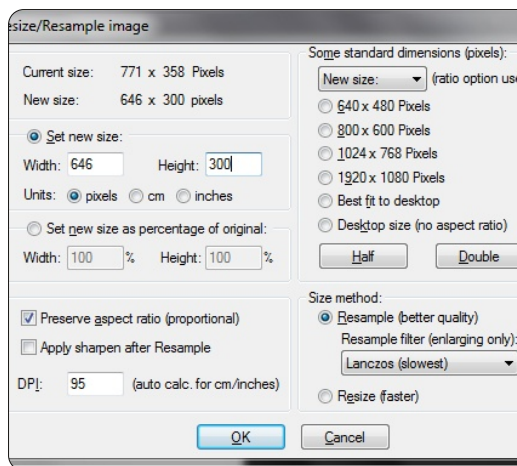 esize/Resample image
Current size: 771 x 358 Pixels
New size: 646 x 300 pixels
Set new size:
Width: 646 Height: 300
Units: pixels cm inches
Set new size as percentage of original:
Width: 100 % Height: 100 %
Preserve aspect ratio (proportional)
Apply sharpen after Resample
DPI: 95 (auto calc. for cm/inches)
Some standard dimensions (pixels):
New size: (ratio option use
640 x 480 Pixels
800 x 600 Pixels
1024 x 768 Pixels
1920 x 1080 Pixels
Best fit to desktop
Desktop size (no aspect ratio)
Half Double
Size method:
Resample (better quality)
Resample filter (enlarging only):
Lanczos (slowest)
Resize (faster)
OK Cancel